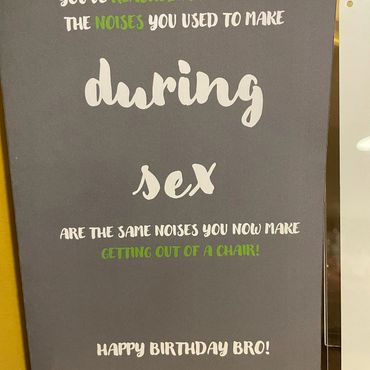 THE NOISES YOU USED TO MAKE
during
sex
ARE THE SAME NOISES YOU NOW MAKE
GETTING OUT OF A CHAIR!
HAPPY BIRTHDAY BRO!